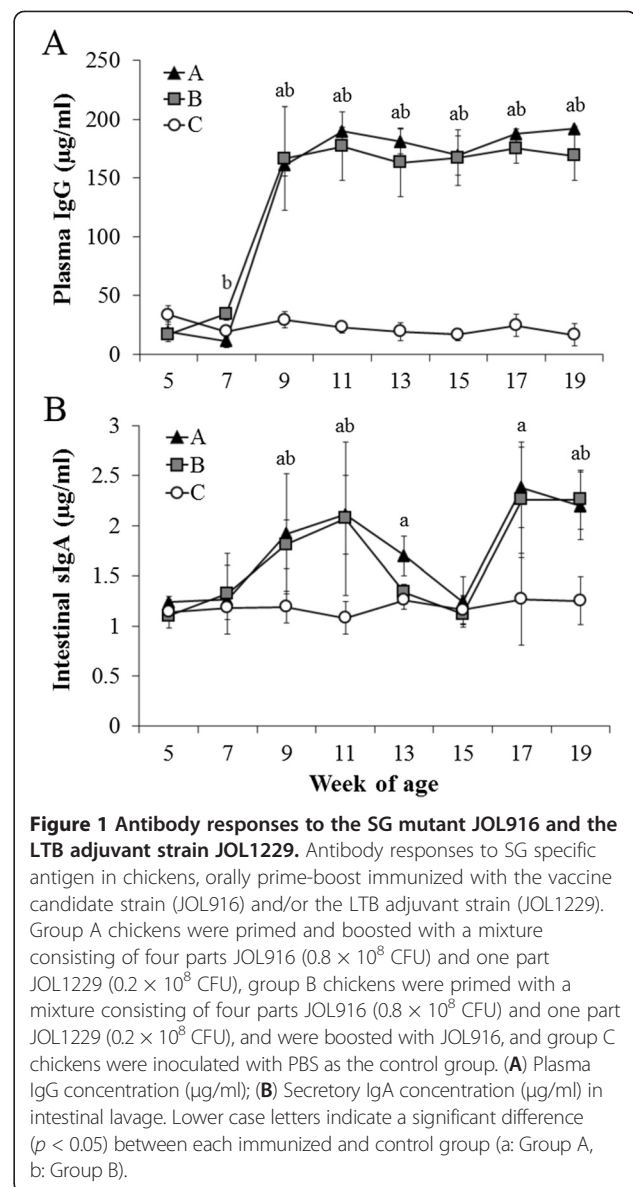 A
250
200
150
100
50
0
Plasma IgG (µg/ml)
A
B
C
b
ab
ab
ab
ab
ab
ab
5 7 9 11 13 15 17 19
B
3
2.5
2
1.5
1
0.5
0
Intestinal sIgA (µg/ml)
A
B
C
ab
ab
a
a
ab
5 7 9 11 13 15 17 19
Week of age
Figure 1 Antibody responses to the SG mutant JOL916 and the
LTB adjuvant strain JOL1229. Antibody responses to SG specific
antigen in chickens, orally prime-boost immunized with the vaccine
candidate strain (JOL916) and/or the LTB adjuvant strain (JOL1229).
Group A chickens were primed and boosted with a mixture
consisting of four parts JOL916 (0.8 × 10⁸ CFU) and one part
JOL1229 (0.2 × 10⁸ CFU), group B chickens were primed with a
mixture consisting of four parts JOL916 (0.8 × 10⁸ CFU) and one part
JOL1229 (0.2 × 10⁸ CFU), and were boosted with JOL916, and group C
chickens were inoculated with PBS as the control group. (A) Plasma
IgG concentration (µg/ml); (B) Secretory IgA concentration (µg/ml) in
intestinal lavage. Lower case letters indicate a significant difference
(p < 0.05) between each immunized and control group (a: Group A,
b: Group B).